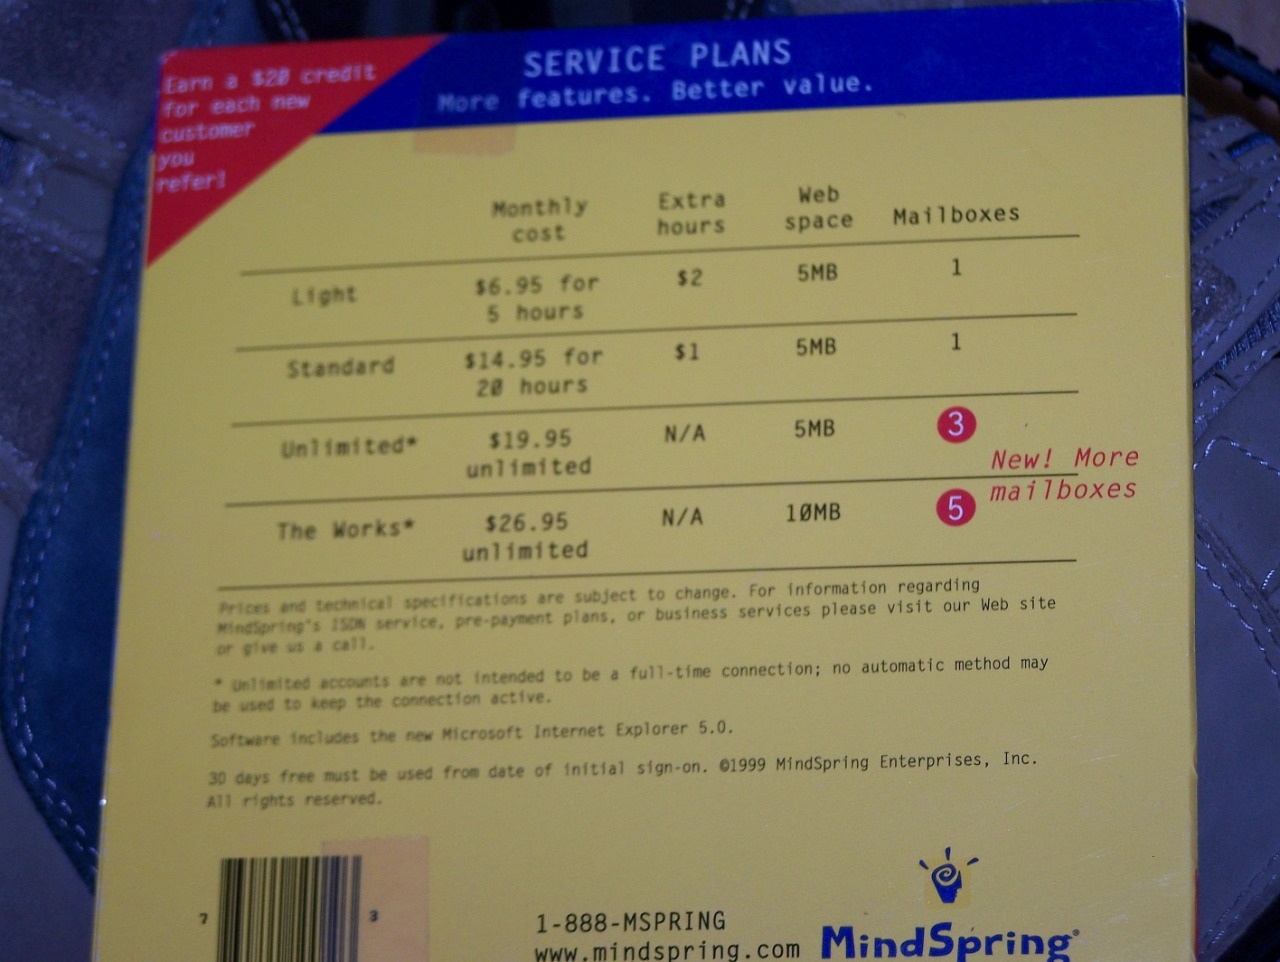 Earn a $20 credit
for each new
customer
you
refer!
SERVICE PLANS
More features. Better value.
Monthly cost Extra hours Web space Mailboxes
Light $6.95 for 5 hours $2 5MB 1
Standard $14.95 for 20 hours $1 5MB 1
Unlimited* $19.95 unlimited N/A 5MB 3
The Works* $26.95 unlimited N/A 10MB 5
New! More
mailboxes
Prices and technical specifications are subject to change. For information regarding
MindSpring's ISDN service, pre-payment plans, or business services please visit our Web site
or give us a call.
* Unlimited accounts are not intended to be a full-time connection; no automatic method may
be used to keep the connection active.
Software includes the new Microsoft Internet Explorer 5.0.
30 days free must be used from date of initial sign-on. ©1999 MindSpring Enterprises, Inc.
All rights reserved.
7 3
1-888-MSPRING
www.mindspring.com
MindSpring®